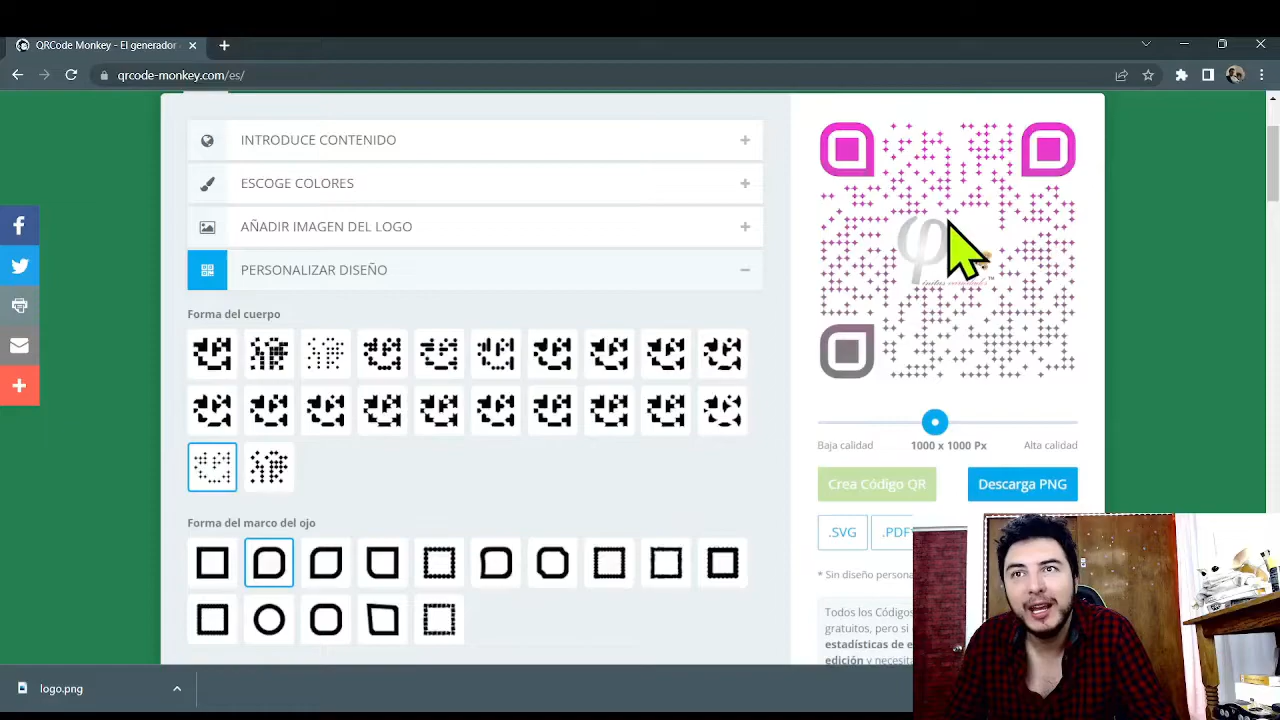 QRCode Monkey - El generador
qrcode-monkey.com/es/
INTRODUCE CONTENIDO
ESCOGE COLORES
AÑADIR IMAGEN DEL LOGO
PERSONALIZAR DISEÑO
Forma del cuerpo
Forma del marco del ojo
Baja calidad 1000 x 1000 Px Alta calidad
Crea Código QR Descarga PNG
.SVG .PDF
* Sin diseño persona
Todos los Códigos
gratuitos, pero si
estadísticas de e
edición y necesita
logo.png